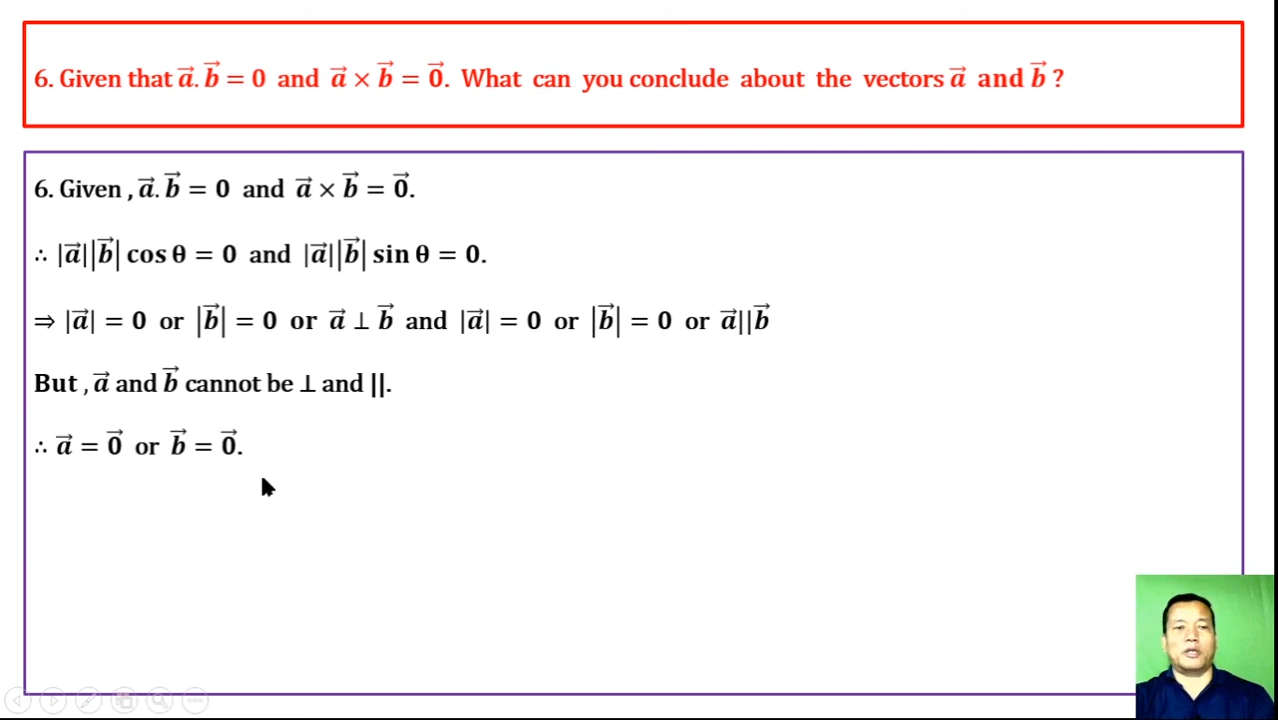 6. Given that a⃗. b⃗ = 0 and a⃗ × b⃗ = 0⃗. What can you conclude about the vectors a⃗ and b⃗ ?
6. Given , a⃗. b⃗ = 0 and a⃗ × b⃗ = 0⃗.
∴ |a⃗||b⃗| cos θ = 0 and |a⃗||b⃗| sin θ = 0.
⇒ |a⃗| = 0 or |b⃗| = 0 or a⃗ ⊥ b⃗ and |a⃗| = 0 or |b⃗| = 0 or a⃗||b⃗
But , a⃗ and b⃗ cannot be ⊥ and ||.
∴ a⃗ = 0⃗ or b⃗ = 0⃗.